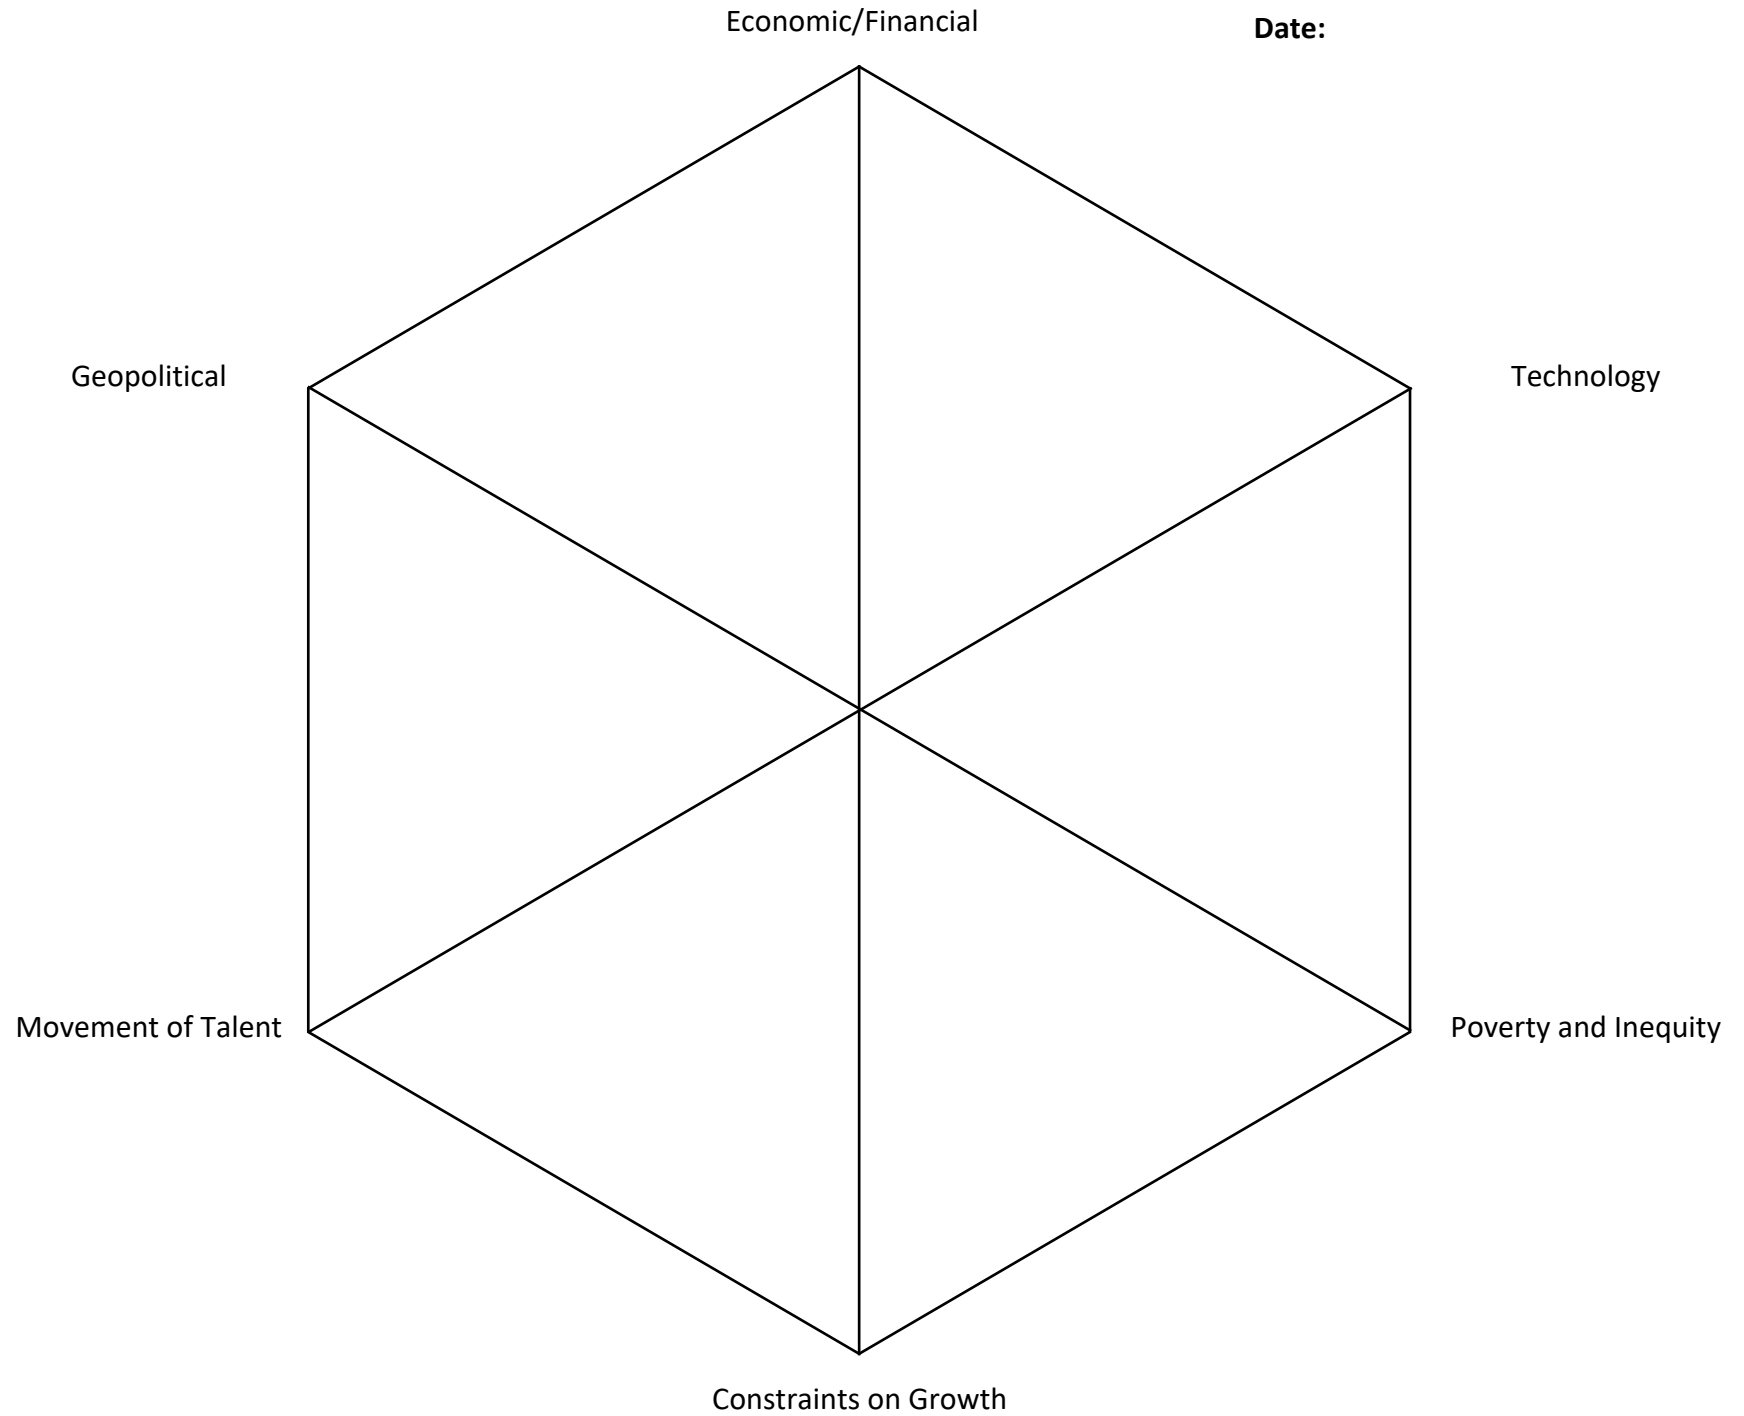 Economic/Financial
Date:
Geopolitical
Technology
Movement of Talent
Poverty and Inequity
Constraints on Growth